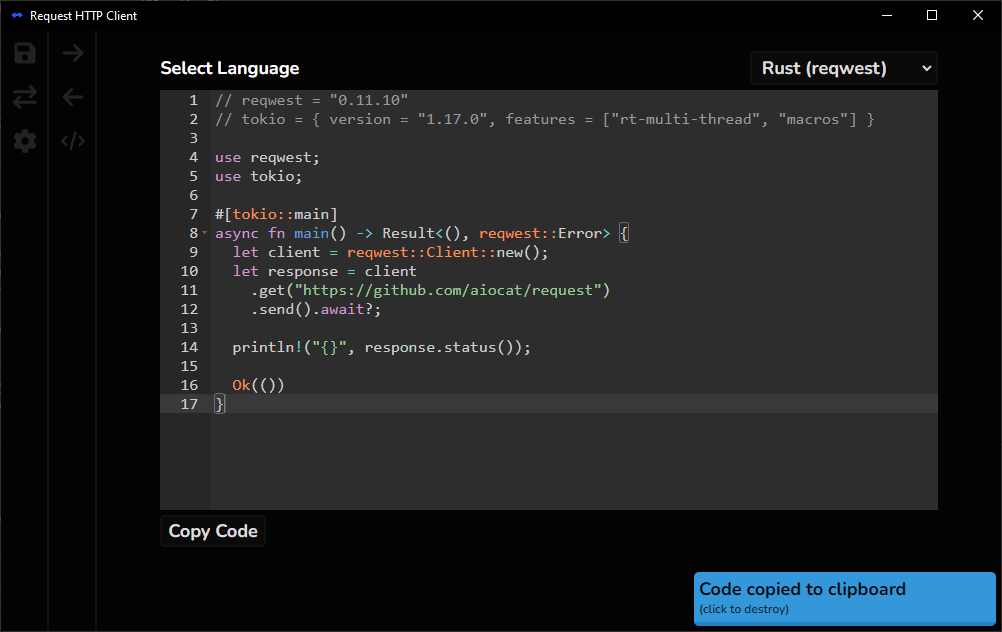 Request HTTP Client
Select Language
Rust (reqwest)
1 // reqwest = "0.11.10"
2 // tokio = { version = "1.17.0", features = ["rt-multi-thread", "macros"] }
3
4 use reqwest;
5 use tokio;
6
7 #[tokio::main]
8 async fn main() -> Result<(), reqwest::Error> {
9   let client = reqwest::Client::new();
10   let response = client
11     .get("https://github.com/aiocat/request")
12     .send().await?;
13
14   println!("{}", response.status());
15
16   Ok(())
17 }
Copy Code
Code copied to clipboard
(click to destroy)